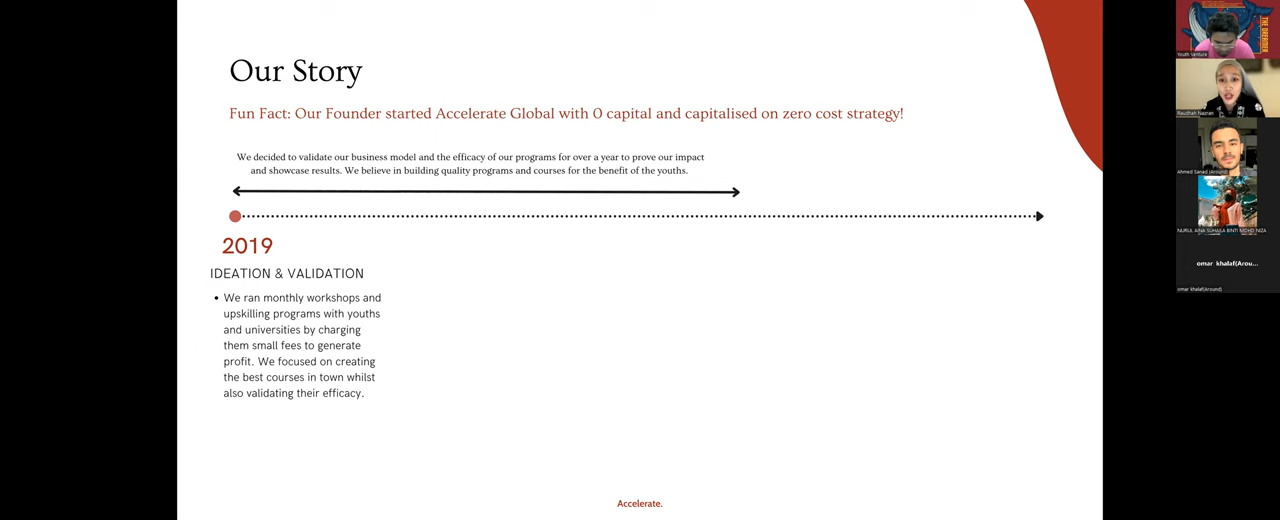 Our Story
Fun Fact: Our Founder started Accelerate Global with 0 capital and capitalised on zero cost strategy!
We decided to validate our business model and the efficacy of our programs for over a year to prove our impact
and showcase results. We believe in building quality programs and courses for the benefit of the youths.
2019
IDEATION & VALIDATION
• We ran monthly workshops and
upskilling programs with youths
and universities by charging
them small fees to generate
profit. We focused on creating
the best courses in town whilst
also validating their efficacy.
Accelerate.
THE DREAMER
Youth Venture
Raudhah Nazran
Ahmed Sanad (Around)
NURUL AINA SUHAILA BINTI MOHD NIZA
omar khalaf(Arou...
omar khalaf(Around)